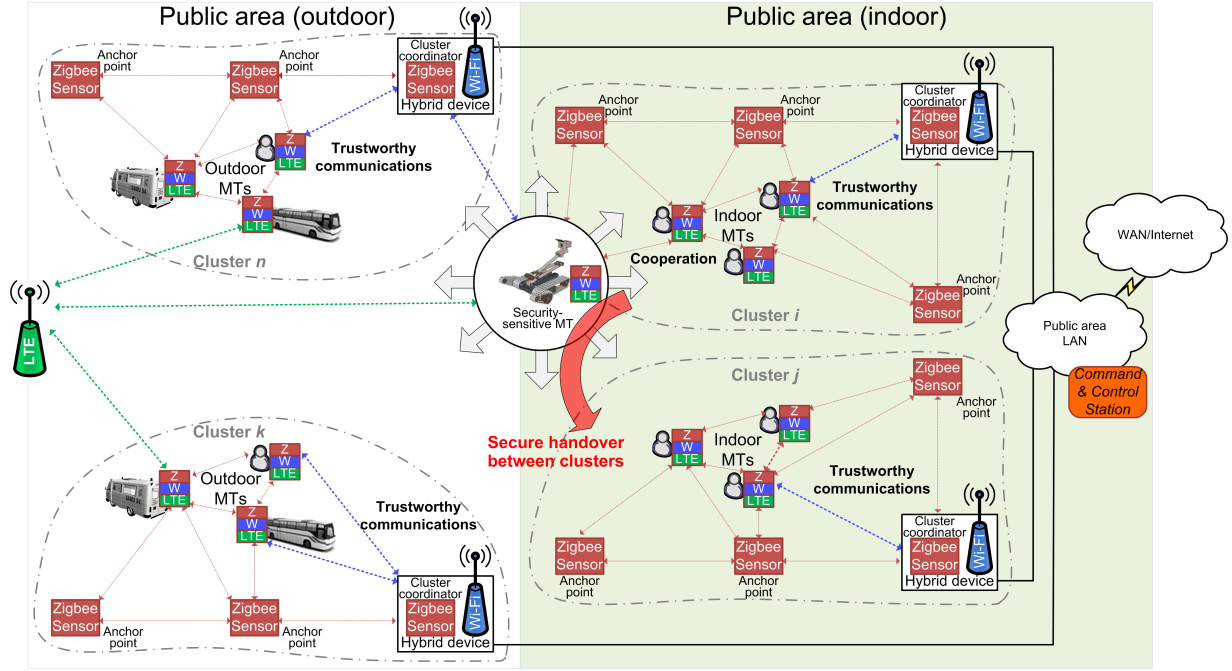 Public area (outdoor)
Public area (indoor)
Zigbee
Sensor
Anchor
point
Zigbee
Sensor
Anchor
point
Cluster
coordinator
Zigbee
Sensor
Wi-Fi
Hybrid device
Z
W
LTE
Trustworthy
communications
Outdoor
MTs
Z
W
LTE
Z
W
LTE
Cluster n
Zigbee
Sensor
Anchor
point
Zigbee
Sensor
Anchor
point
Cluster
coordinator
Zigbee
Sensor
Wi-Fi
Hybrid device
Z
W
LTE
Trustworthy
communications
Z
W
LTE
Indoor
MTs
Z
W
LTE
Cooperation
Anchor
point
Zigbee
Sensor
Cluster i
Z
W
LTE
Security-
sensitive MT
LTE
WAN/Internet
Public area
LAN
Command
& Control
Station
Secure handover
between clusters
Cluster j
Zigbee
Sensor
Anchor
point
Z
W
LTE
Indoor
MTs
Z
W
LTE
Z
W
LTE
Trustworthy
communications
Zigbee
Sensor
Anchor
point
Zigbee
Sensor
Anchor
point
Cluster
coordinator
Zigbee
Sensor
Wi-Fi
Hybrid device
Cluster k
Z
W
LTE
Outdoor
MTs
Z
W
LTE
Z
W
LTE
Trustworthy
communications
Zigbee
Sensor
Anchor
point
Zigbee
Sensor
Anchor
point
Cluster
coordinator
Zigbee
Sensor
Wi-Fi
Hybrid device